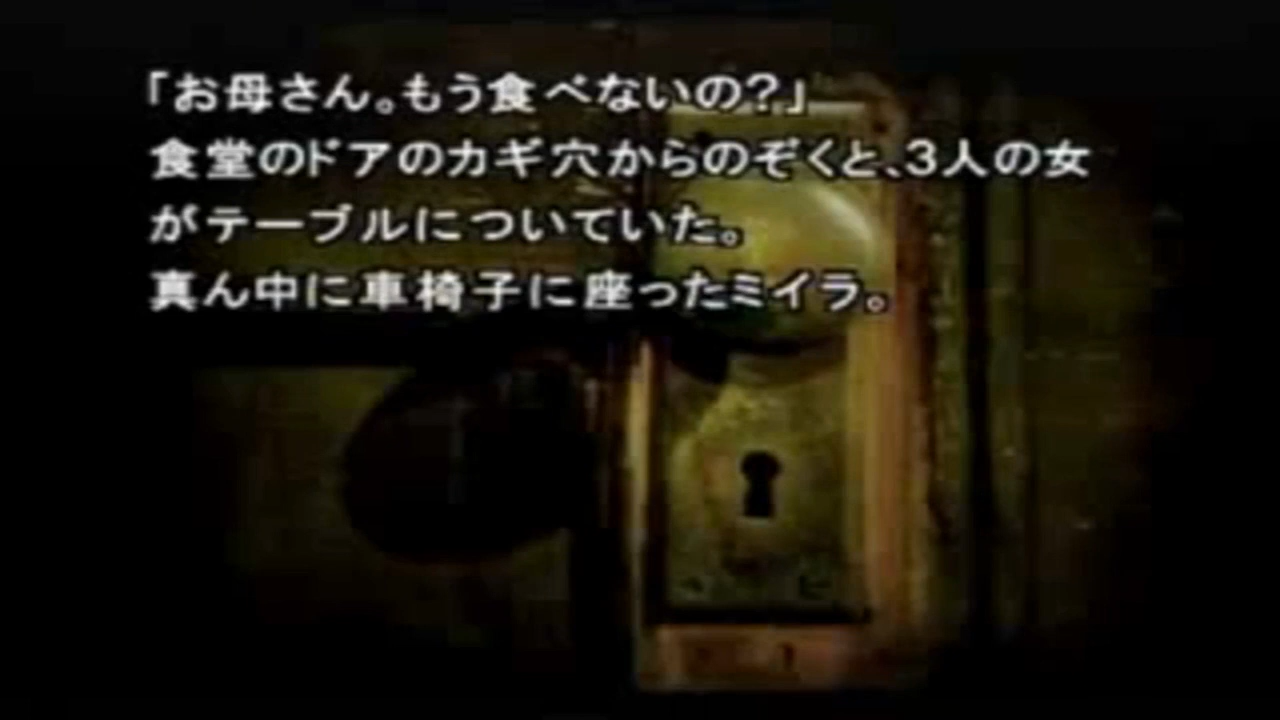 「お母さん。もう食べないの?」
食堂のドアのカギ穴からのぞくと、3人の女
がテーブルについていた。
真ん中に車椅子に座ったミイラ。